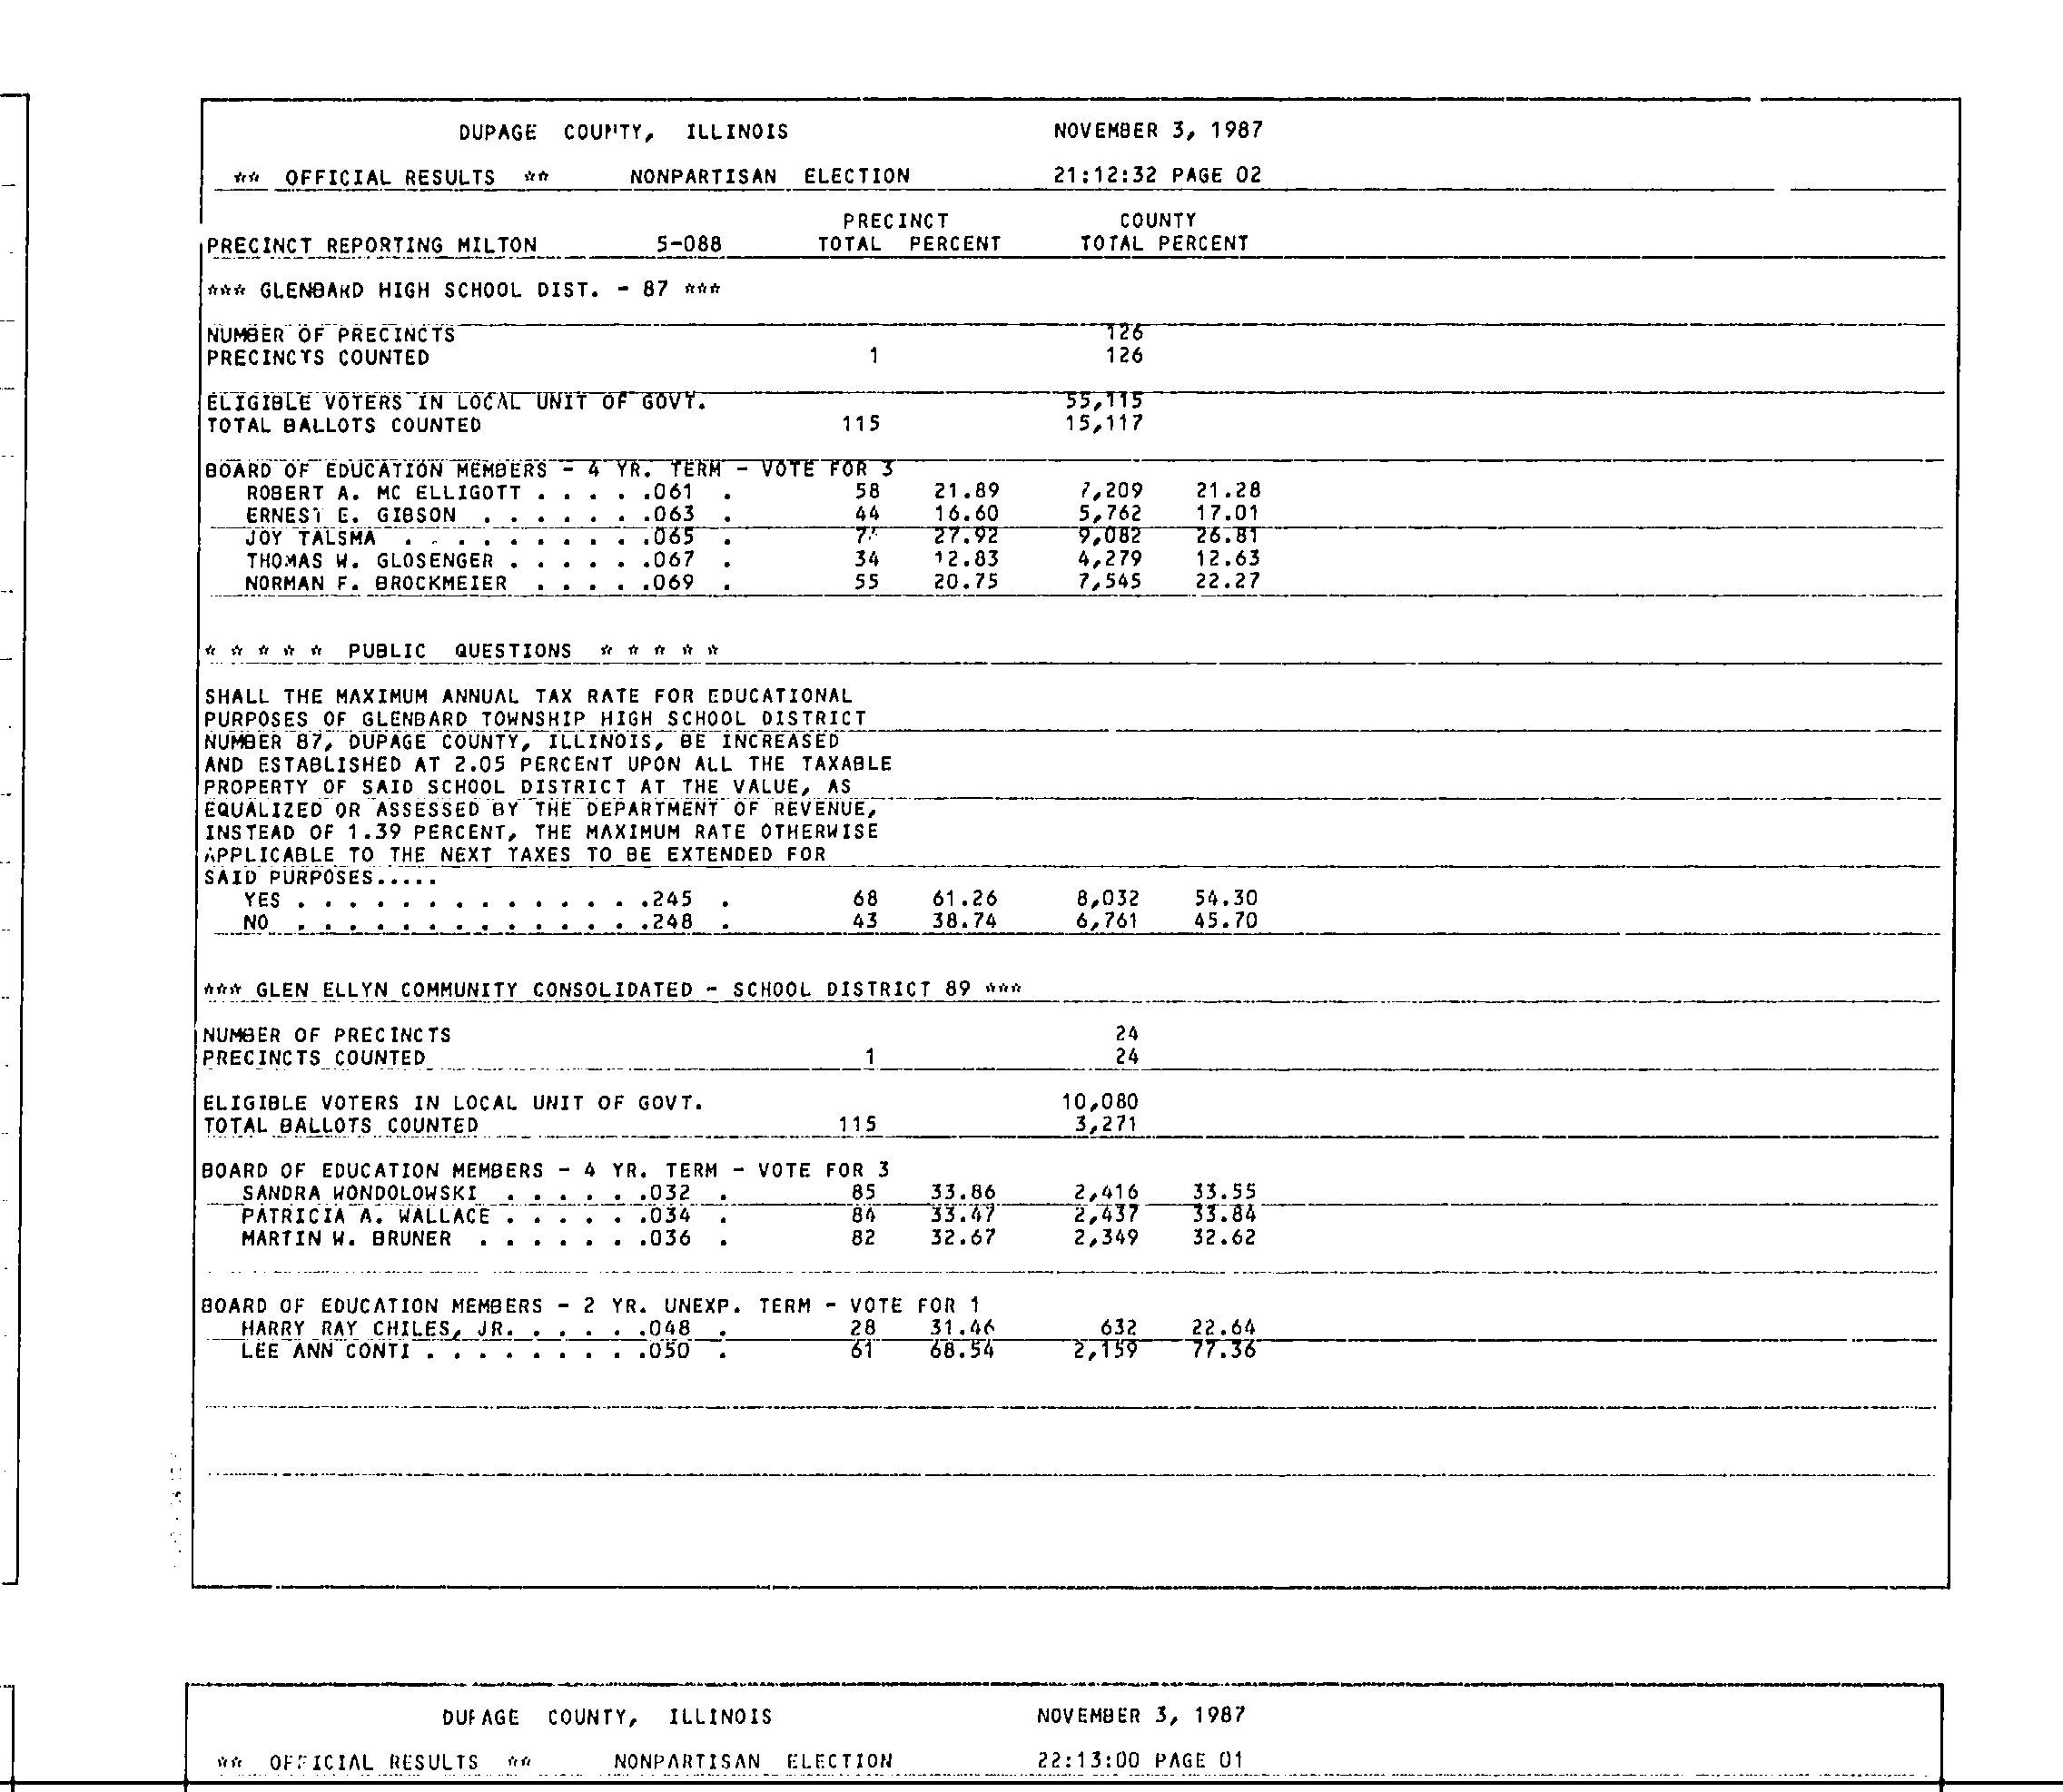 DUPAGE COUNTY, ILLINOIS NOVEMBER 3, 1987
** OFFICIAL RESULTS ** NONPARTISAN ELECTION 21:12:32 PAGE 02
PRECINCT COUNTY
PRECINCT REPORTING MILTON 5-088 TOTAL PERCENT TOTAL PERCENT
*** GLENBARD HIGH SCHOOL DIST. - 87 ***
NUMBER OF PRECINCTS 126
PRECINCTS COUNTED 1 126
ELIGIBLE VOTERS IN LOCAL UNIT OF GOVT. 55,115
TOTAL BALLOTS COUNTED 115 15,117
BOARD OF EDUCATION MEMBERS - 4 YR. TERM - VOTE FOR 3
ROBERT A. MC ELLIGOTT . . . . .061 . 58 21.89 7,209 21.28
ERNEST E. GIBSON . . . . . . .063 . 44 16.60 5,762 17.01
JOY TALSMA . . . . . . . . . .065 . 27.92 9,082 26.81
THOMAS W. GLOSENGER . . . . . .067 . 34 12.83 4,279 12.63
NORMAN F. BROCKMEIER . . . . .069 . 55 20.75 7,545 22.27
* * * * * PUBLIC QUESTIONS * * * * *
SHALL THE MAXIMUM ANNUAL TAX RATE FOR EDUCATIONAL
PURPOSES OF GLENBARD TOWNSHIP HIGH SCHOOL DISTRICT
NUMBER 87, DUPAGE COUNTY, ILLINOIS, BE INCREASED
AND ESTABLISHED AT 2.05 PERCENT UPON ALL THE TAXABLE
PROPERTY OF SAID SCHOOL DISTRICT AT THE VALUE, AS
EQUALIZED OR ASSESSED BY THE DEPARTMENT OF REVENUE,
INSTEAD OF 1.39 PERCENT, THE MAXIMUM RATE OTHERWISE
APPLICABLE TO THE NEXT TAXES TO BE EXTENDED FOR
SAID PURPOSES.....
YES . . . . . . . . . . . . . .245 . 68 61.26 8,032 54.30
NO . . . . . . . . . . . . . .248 . 43 38.74 6,761 45.70
*** GLEN ELLYN COMMUNITY CONSOLIDATED - SCHOOL DISTRICT 89 ***
NUMBER OF PRECINCTS 24
PRECINCTS COUNTED 1 24
ELIGIBLE VOTERS IN LOCAL UNIT OF GOVT. 10,080
TOTAL BALLOTS COUNTED 115 3,271
BOARD OF EDUCATION MEMBERS - 4 YR. TERM - VOTE FOR 3
SANDRA WONDOLOWSKI . . . . . .032 . 85 33.86 2,416 33.55
PATRICIA A. WALLACE . . . . . .034 . 84 33.47 2,437 33.84
MARTIN W. BRUNER . . . . . . .036 . 82 32.67 2,349 32.62
BOARD OF EDUCATION MEMBERS - 2 YR. UNEXP. TERM - VOTE FOR 1
HARRY RAY CHILES, JR. . . . . .048 . 28 31.46 632 22.64
LEE ANN CONTI . . . . . . . . .050 . 61 68.54 2,159 77.36
DUPAGE COUNTY, ILLINOIS NOVEMBER 3, 1987
** OFFICIAL RESULTS ** NONPARTISAN ELECTION 22:13:00 PAGE 01